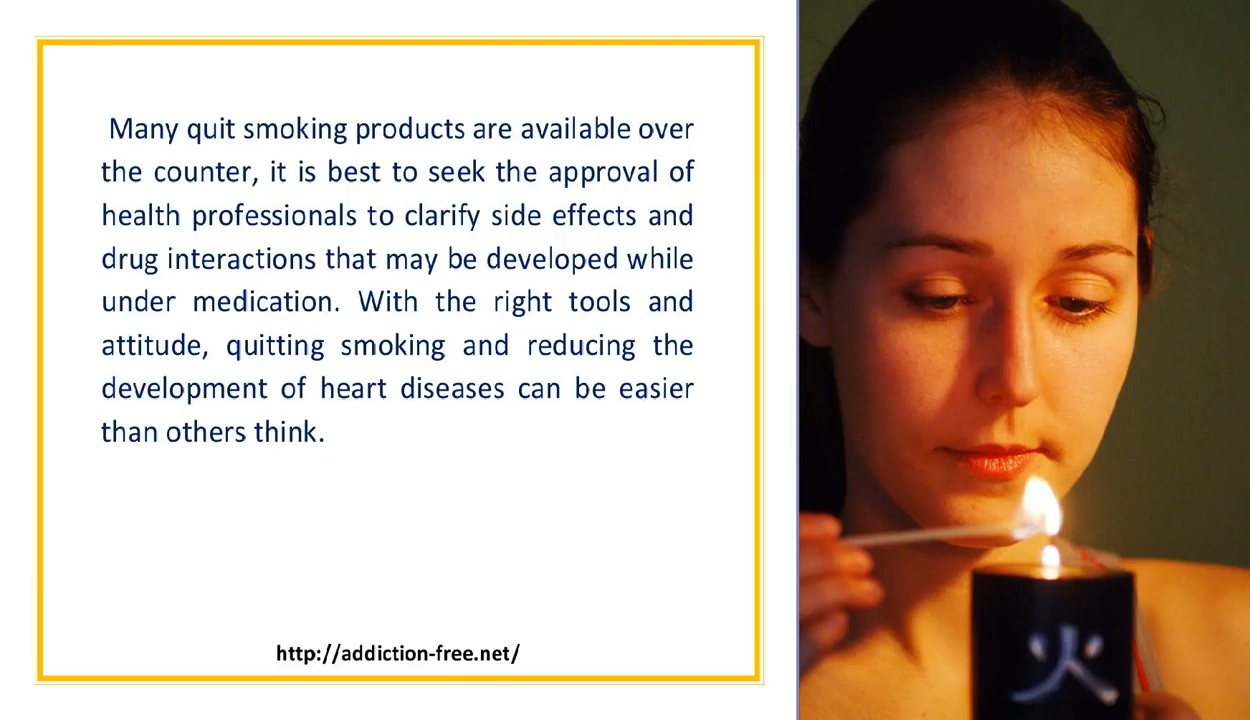 Many quit smoking products are available over
the counter, it is best to seek the approval of
health professionals to clarify side effects and
drug interactions that may be developed while
under medication. With the right tools and
attitude, quitting smoking and reducing the
development of heart diseases can be easier
than others think.
http://addiction-free.net/
火